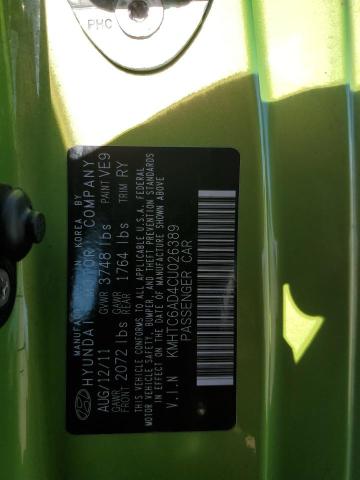 PHC
MANUFACTURED IN KOREA. BY
HYUNDAI MOTOR COMPANY
AUG/12/11 GVWR 3748 lbs PAINT VE9
GAWR FRONT 2072 lbs GAWR REAR 1764 lbs TRIM RY
THIS VEHICLE CONFORMS TO ALL APPLICABLE U.S.A. FEDERAL
MOTOR VEHICLE SAFETY, BUMPER, AND THEFT PREVENTION STANDARDS
IN EFFECT ON THE DATE OF MANUFACTURE SHOWN ABOVE.
V.I.N KMHTC6AD4CU026389
PASSENGER CAR